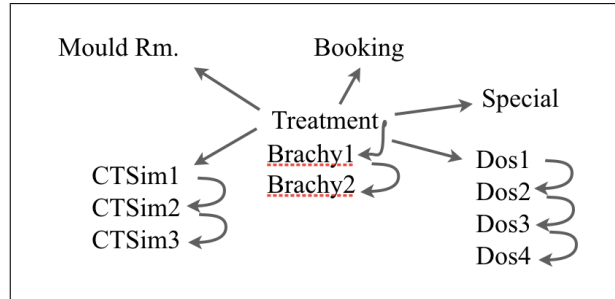 Mould Rm.
Booking
Special
Treatment
Brachy1
Brachy2
CTSim1
CTSim2
CTSim3
Dos1
Dos2
Dos3
Dos4